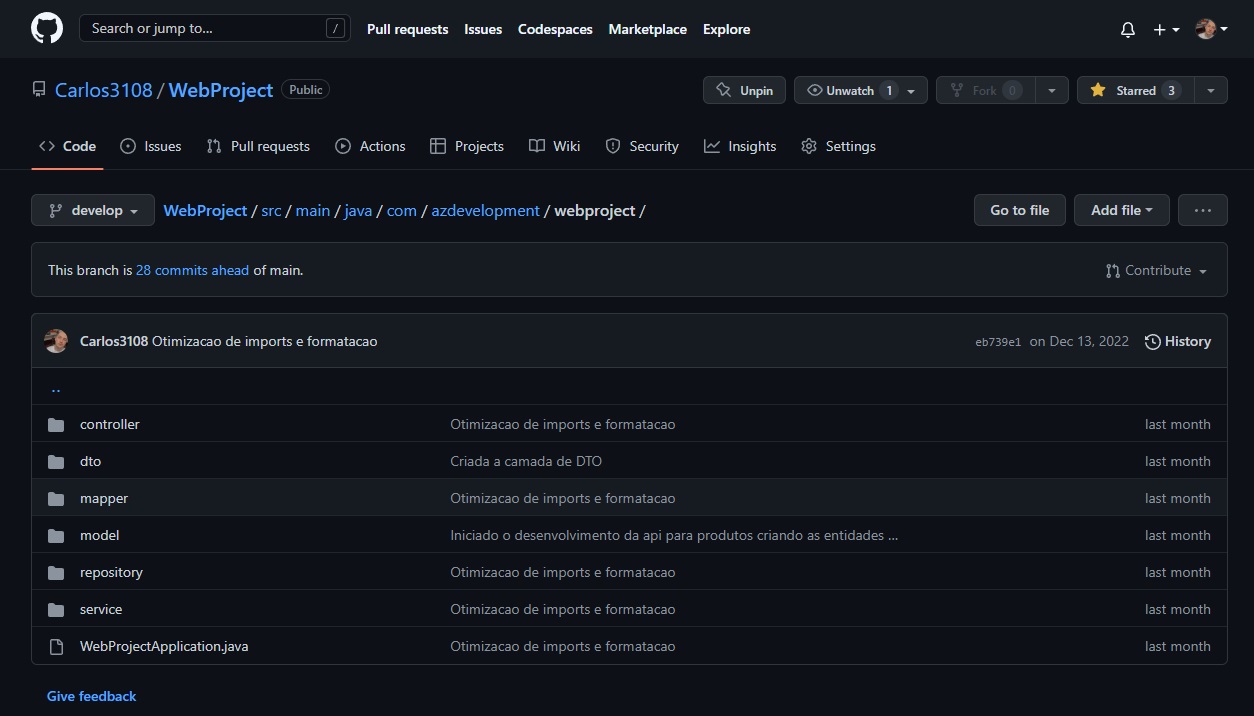 Search or jump to... / Pull requests Issues Codespaces Marketplace Explore
Carlos3108 / WebProject Public Unpin Unwatch 1 Fork 0 Starred 3
Code Issues Pull requests Actions Projects Wiki Security Insights Settings
develop WebProject / src / main / java / com / azdevelopment / webproject / Go to file Add file ...
This branch is 28 commits ahead of main. Contribute
Carlos3108 Otimizacao de imports e formatacao eb739e1 on Dec 13, 2022 History
..
controller Otimizacao de imports e formatacao last month
dto Criada a camada de DTO last month
mapper Otimizacao de imports e formatacao last month
model Iniciado o desenvolvimento da api para produtos criando as entidades ... last month
repository Otimizacao de imports e formatacao last month
service Otimizacao de imports e formatacao last month
WebProjectApplication.java Otimizacao de imports e formatacao last month
Give feedback